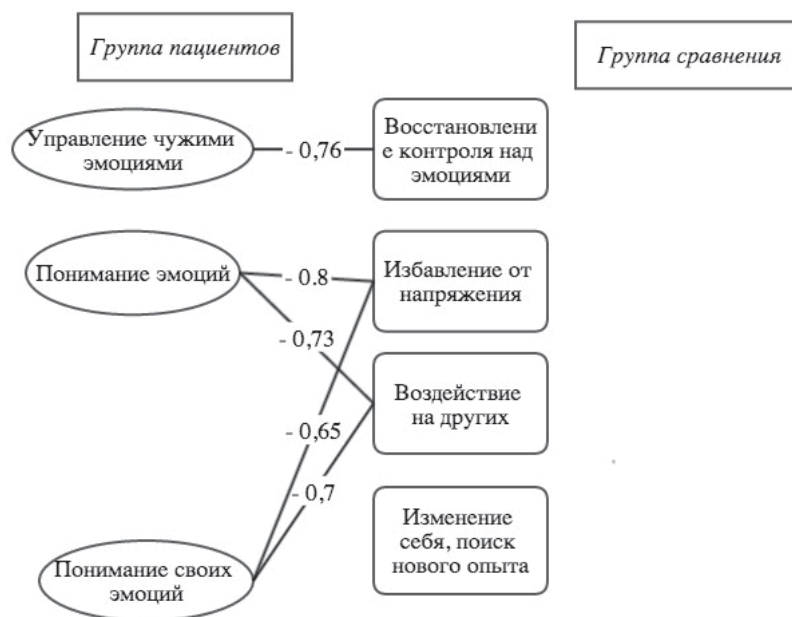 Группа пациентов
Группа сравнения
Управление чужими
эмоциями
- 0,76
Восстановлени
е контроля над
эмоциями
Понимание эмоций
- 0.8
Избавление от
напряжения
- 0,73
Воздействие
на других
- 0,65
- 0,7
Изменение
себя, поиск
нового опыта
Понимание своих
эмоций